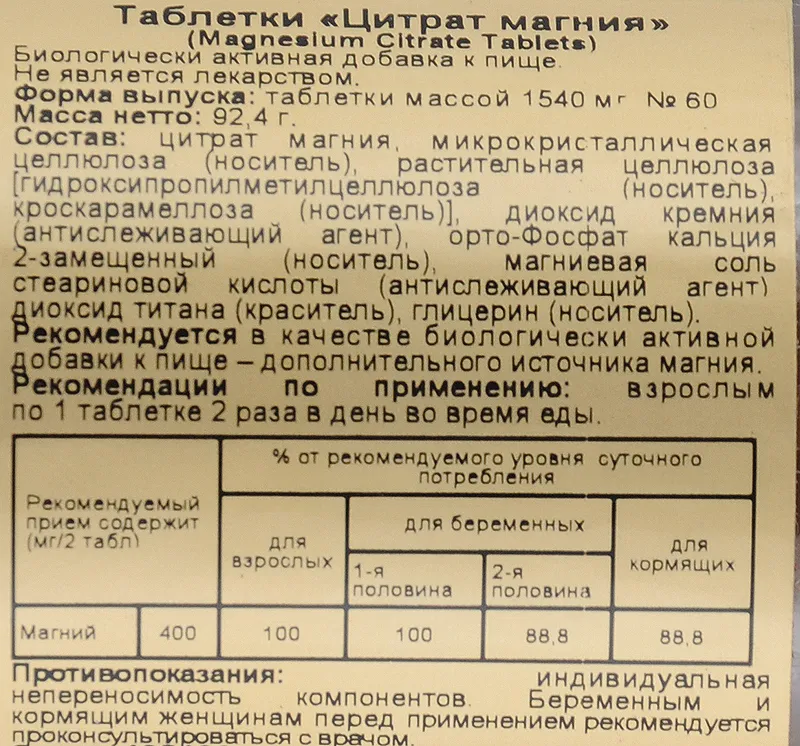 Таблетки «Цитрат магния»
(Magnesium Citrate Tablets)
Биологически активная добавка к пище.
Не является лекарством.
Форма выпуска: таблетки массой 1540 мг № 60
Масса нетто: 92,4 г.
Состав: цитрат магния, микрокристаллическая
целлюлоза (носитель), растительная целлюлоза
[гидроксипропилметилцеллюлоза (носитель),
кроскарамеллоза (носитель)], диоксид кремния
(антислеживающий агент), орто-Фосфат кальция
2-замещенный (носитель), магниевая соль
стеариновой кислоты (антислеживающий агент)
диоксид титана (краситель), глицерин (носитель).
Рекомендуется в качестве биологически активной
добавки к пище – дополнительного источника магния.
Рекомендации по применению: взрослым
по 1 таблетке 2 раза в день во время еды.
Рекомендуемый
прием содержит
(мг/2 табл)
% от рекомендуемого уровня суточного
потребления
для
взрослых
для беременных
1-я
половина
2-я
половина
для
кормящих
Магний 400 100 100 88,8 88,8
Противопоказания: индивидуальная
непереносимость компонентов. Беременным и
кормящим женщинам перед применением рекомендуется
проконсультироваться с врачом.